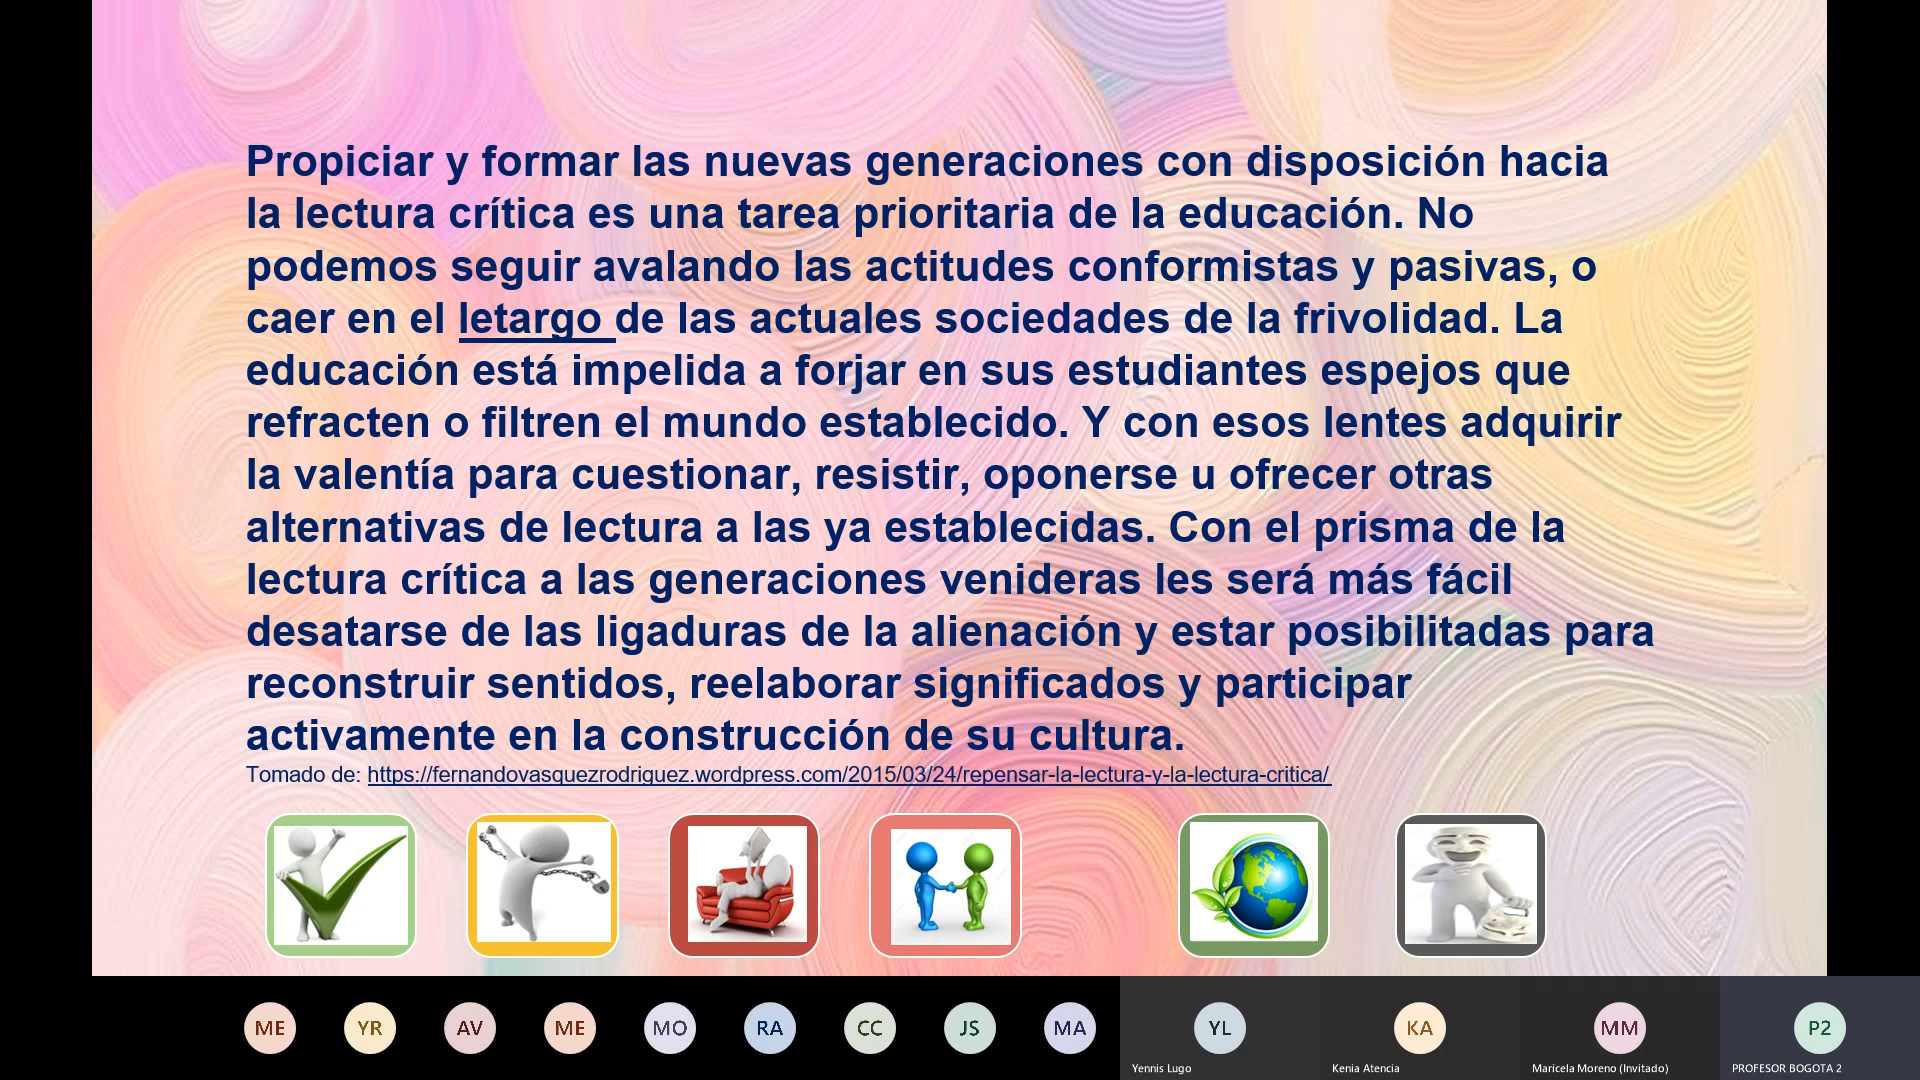 Propiciar y formar las nuevas generaciones con disposición hacia
la lectura crítica es una tarea prioritaria de la educación. No
podemos seguir avalando las actitudes conformistas y pasivas, o
caer en el letargo de las actuales sociedades de la frivolidad. La
educación está impelida a forjar en sus estudiantes espejos que
refracten o filtren el mundo establecido. Y con esos lentes adquirir
la valentía para cuestionar, resistir, oponerse u ofrecer otras
alternativas de lectura a las ya establecidas. Con el prisma de la
lectura crítica a las generaciones venideras les será más fácil
desatarse de las ligaduras de la alienación y estar posibilitadas para
reconstruir sentidos, reelaborar significados y participar
activamente en la construcción de su cultura.
Tomado de: https://fernandovasquezrodriguez.wordpress.com/2015/03/24/repensar-la-lectura-y-la-lectura-critica/
ME YR AV ME MO RA CC JS MA YL KA MM P2
Yennis Lugo Kenia Atencia Maricela Moreno (Invitado) PROFESOR BOGOTA 2